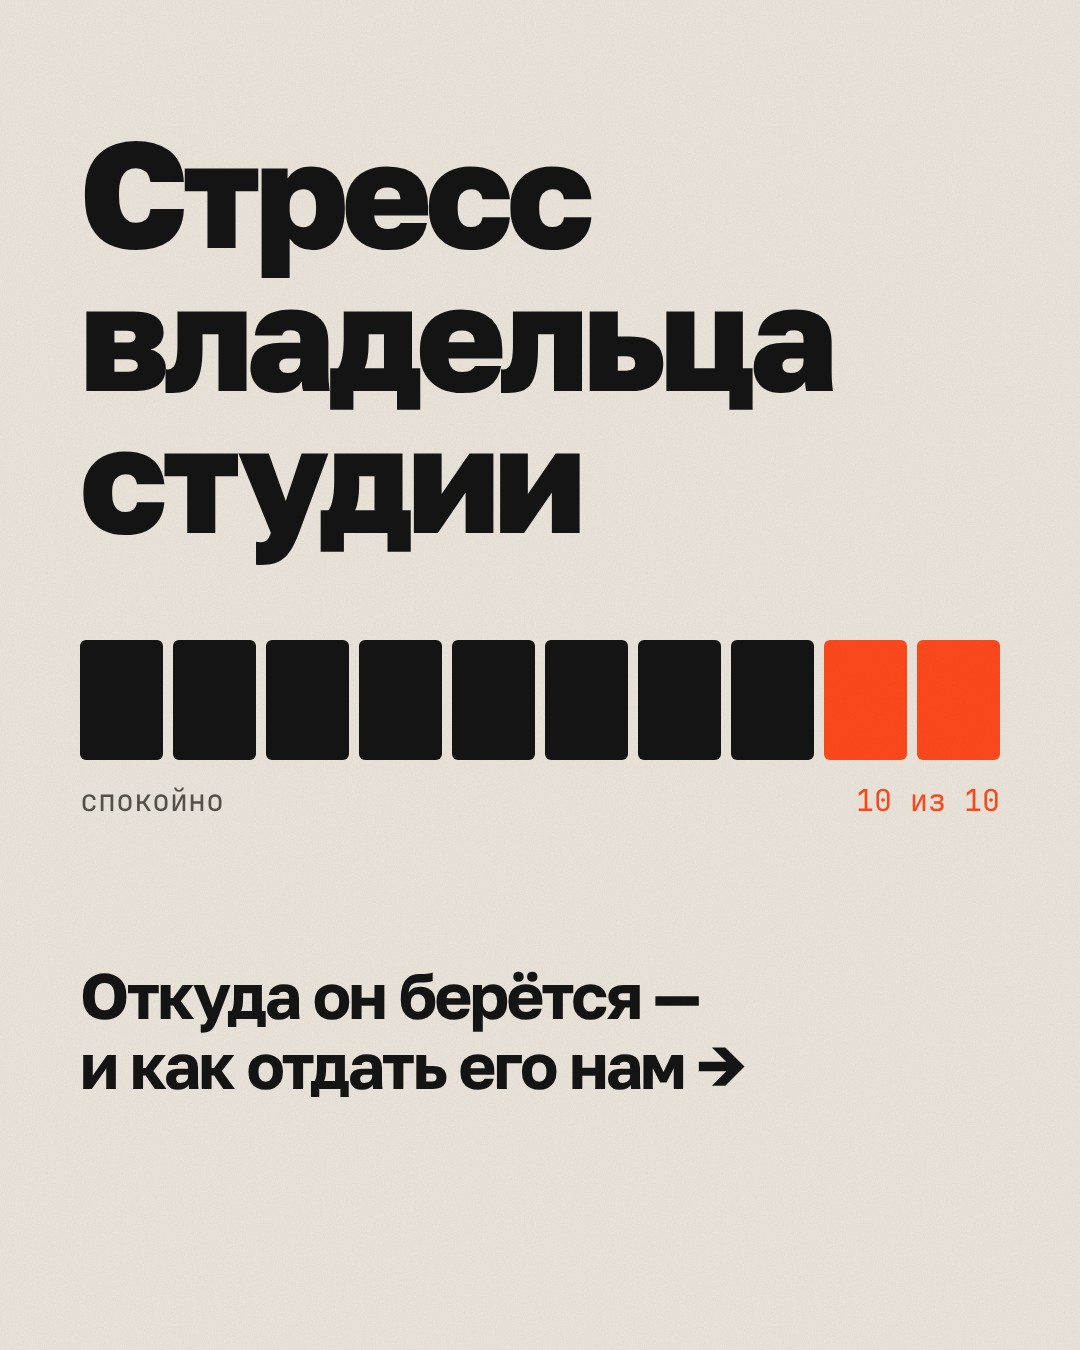 Стресс
владельца
студии
спокойно
10 из 10
Откуда он берётся —
и как отдать его нам →